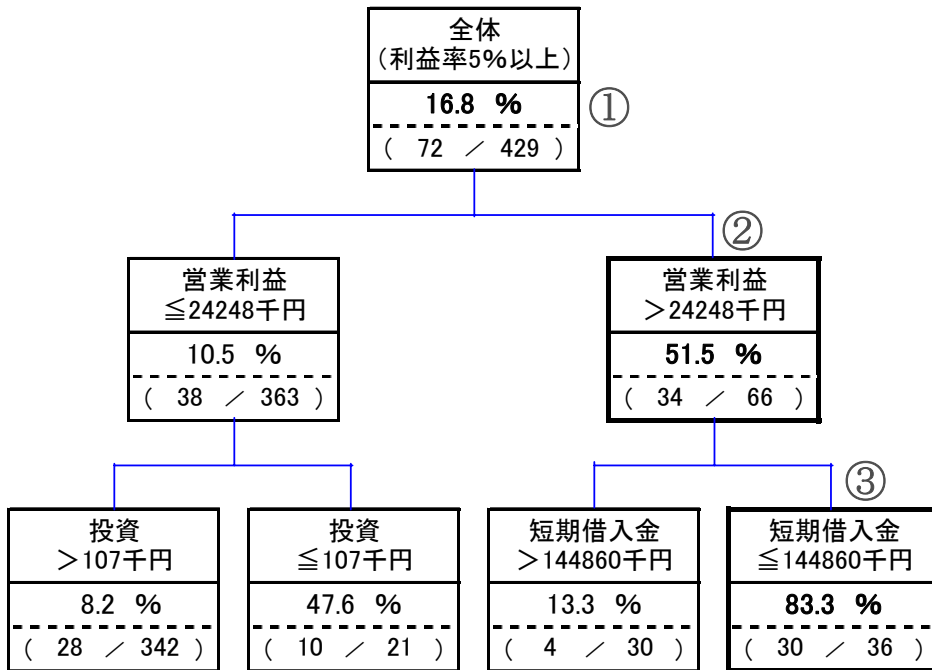 全体
(利益率5%以上)
16.8 %
( 72 ／ 429 )
①
②
営業利益
≦24248千円
10.5 %
( 38 ／ 363 )
営業利益
＞24248千円
51.5 %
( 34 ／ 66 )
③
投資
＞107千円
8.2 %
( 28 ／ 342 )
投資
≦107千円
47.6 %
( 10 ／ 21 )
短期借入金
＞144860千円
13.3 %
( 4 ／ 30 )
短期借入金
≦144860千円
83.3 %
( 30 ／ 36 )